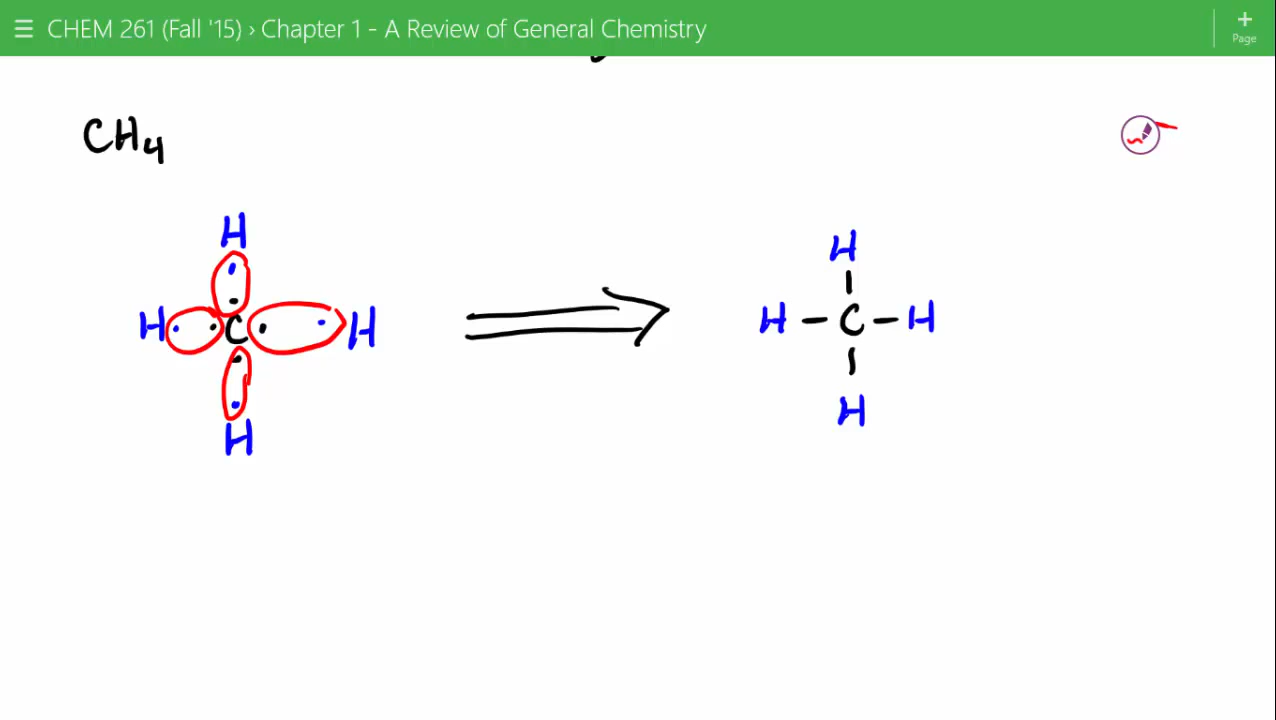 ☰ CHEM 261 (Fall '15) › Chapter 1 - A Review of General Chemistry
+
Page
CH₄
H
H C H
H
H
H - C - H
H